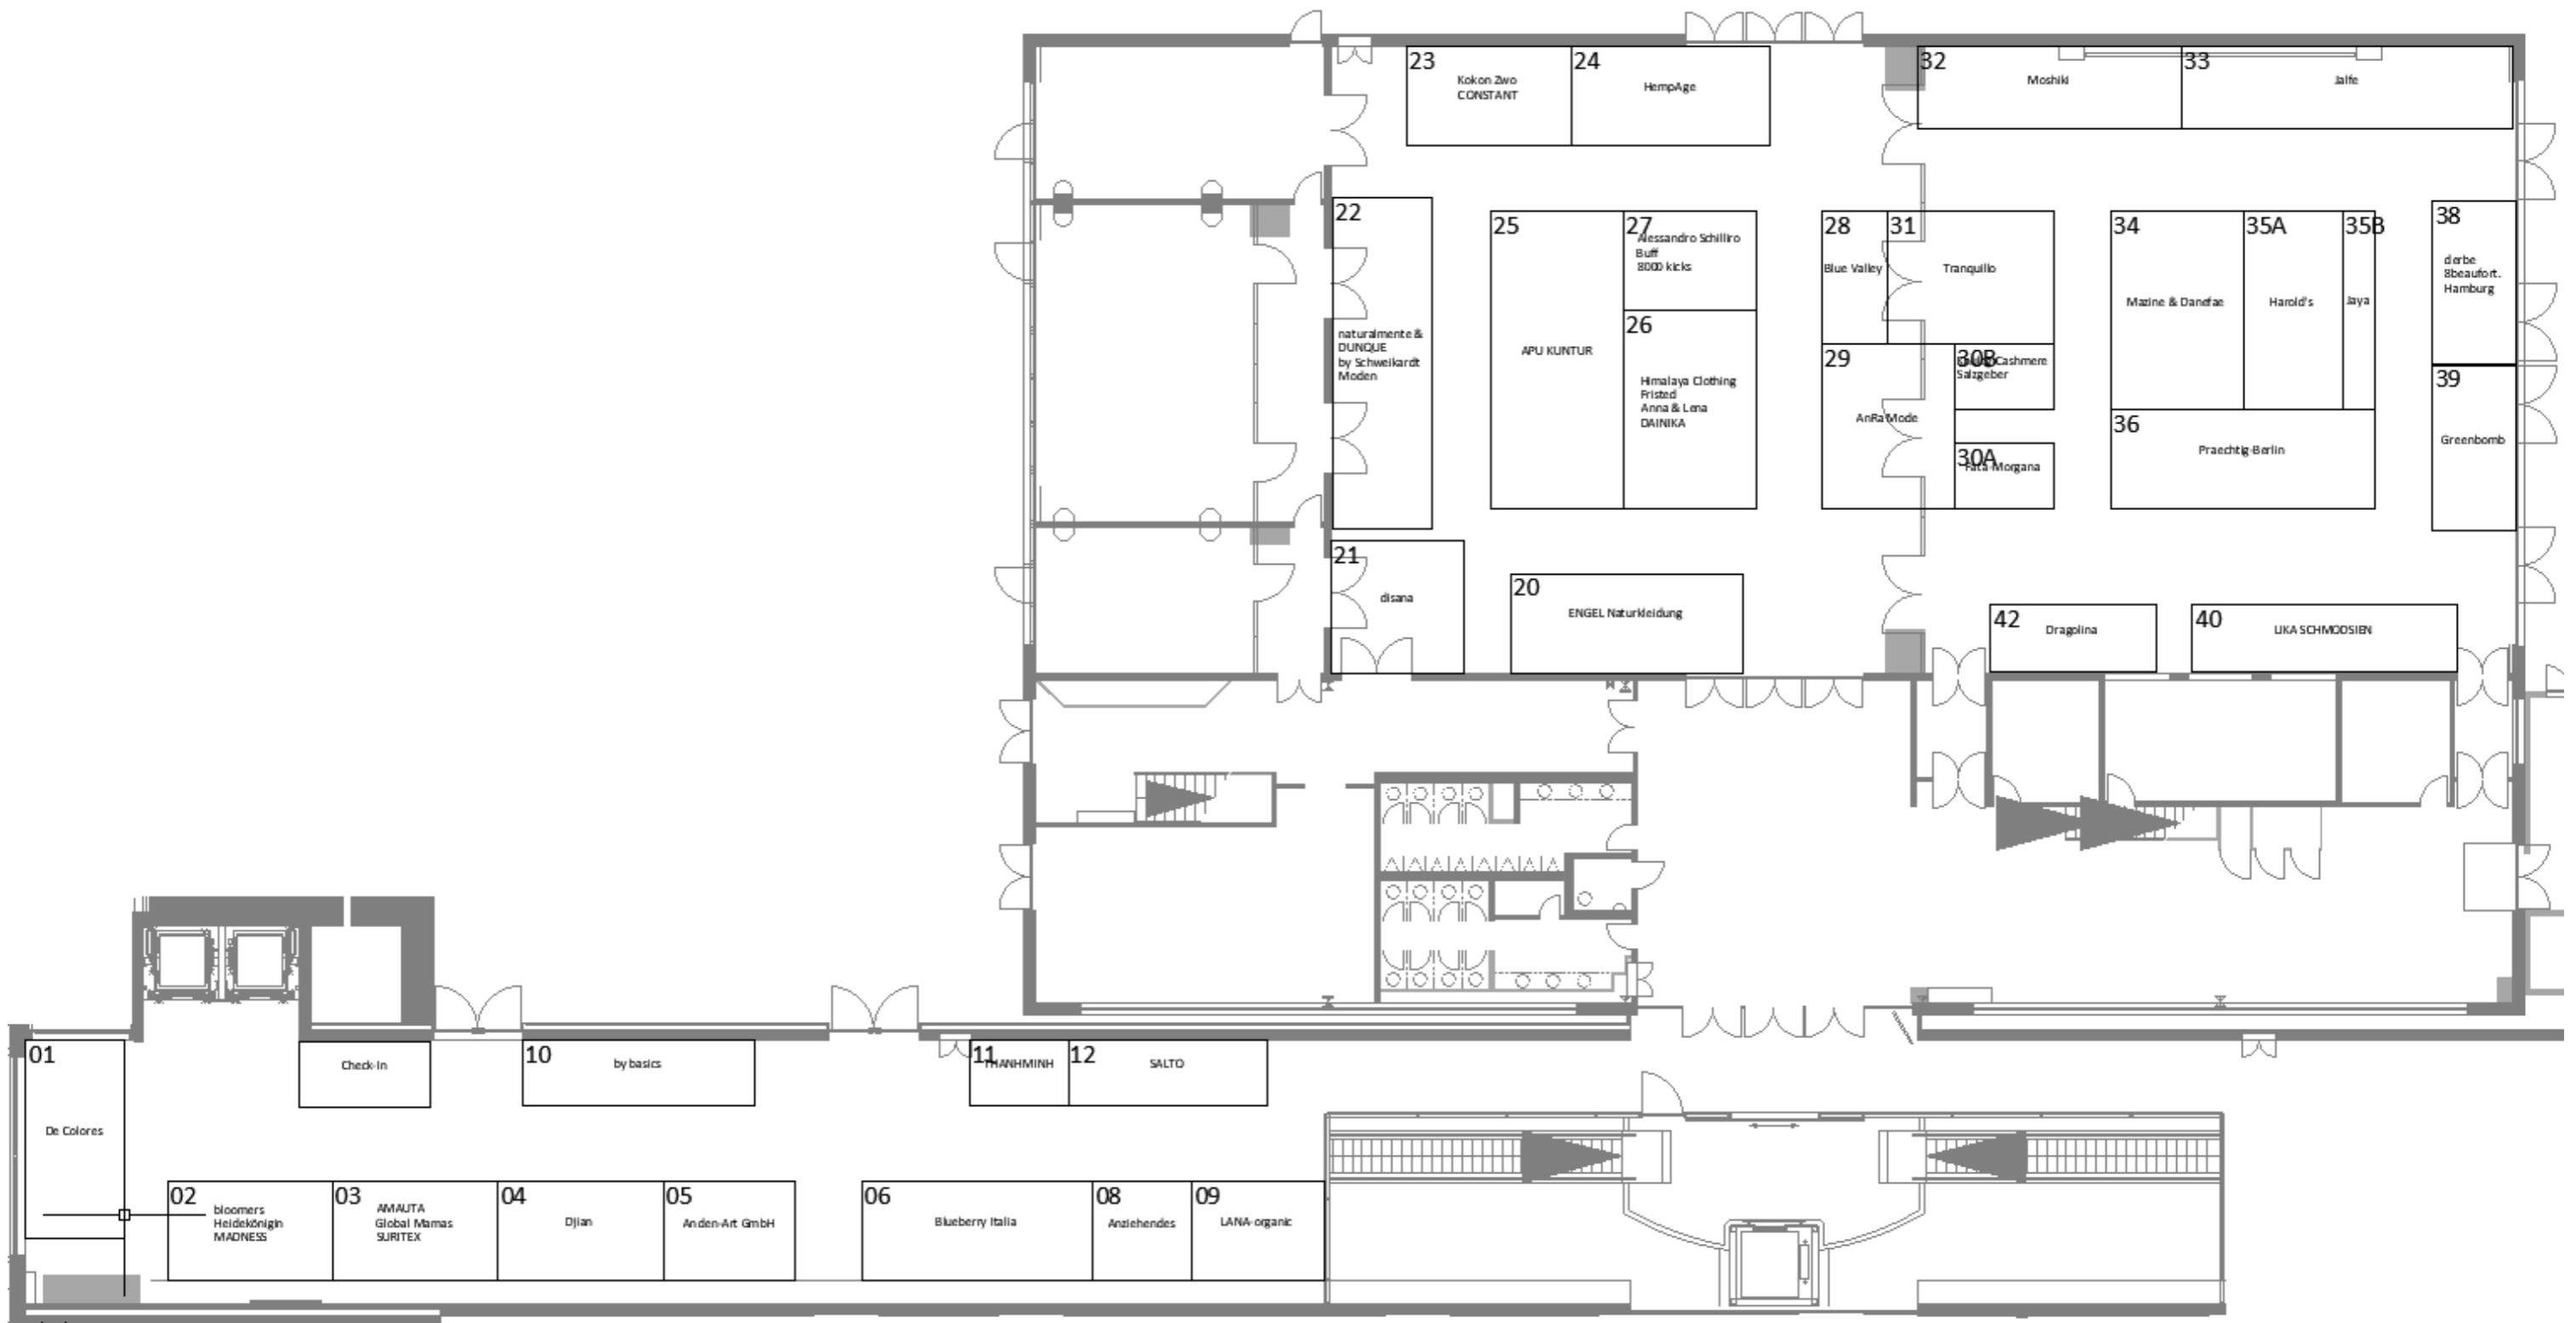 23
Kokon Zwo
CONSTANT
24
HempAge
32
Moshiki
33
Jalfe
22
naturalmente &
DUNQUE
by Schweikardt
Moden
25
APU KUNTUR
27
Alessandro Schiliro
Buff
8000 kicks
26
Himalaya Clothing
Fristed
Anna & Lena
DAINIKA
28
Blue Valley
31
Tranquillo
29
AnRa Mode
30B
Cashmere
Salzgeber
30A
Fata-Morgana
34
Mazine & Danefae
35A
Harold's
35B
Jaya
36
Praechtig-Berlin
38
derbe
8beaufort.
Hamburg
39
Greenbomb
21
disana
20
ENGEL Naturkleidung
42
Dragolina
40
LIKA SCHMODSIEN
01
De Colores
Check-In
10
by basics
11
THANHMINH
12
SALTO
02
bloomers
Heidekönigin
MADNESS
03
AMAUTA
Global Mamas
SURITEX
04
Djian
05
Anden-Art GmbH
06
Blueberry Italia
08
Anziehendes
09
LANA-organic